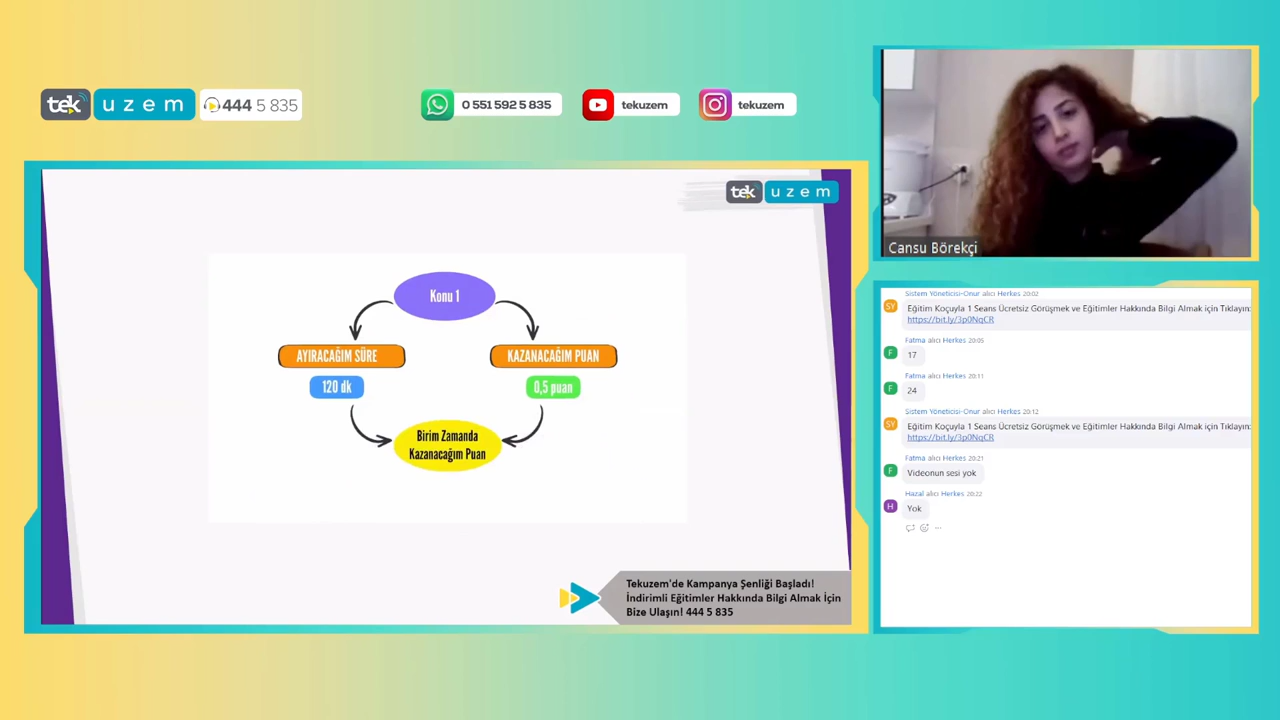 tek uzem 444 5 835
0 551 592 5 835
tekuzem
tekuzem
tek uzem
Konu 1
AYIRACAĞIM SÜRE
KAZANACAĞIM PUAN
120 dk
0,5 puan
Birim Zamanda
Kazanacağım Puan
Tekuzem'de Kampanya Şenliği Başladı!
İndirimli Eğitimler Hakkında Bilgi Almak İçin
Bize Ulaşın! 444 5 835
Cansu Börekçi
Sistem Yöneticisi-Onur alıcı Herkes 20:02
SY
Eğitim Koçuyla 1 Seans Ücretsiz Görüşmek ve Eğitimler Hakkında Bilgi Almak için Tıklayın:
https://bit.ly/3p0NqCR
Fatma alıcı Herkes 20:05
F
17
Fatma alıcı Herkes 20:11
F
24
Sistem Yöneticisi-Onur alıcı Herkes 20:12
SY
Eğitim Koçuyla 1 Seans Ücretsiz Görüşmek ve Eğitimler Hakkında Bilgi Almak için Tıklayın:
https://bit.ly/3p0NqCR
Fatma alıcı Herkes 20:21
F
Videonun sesi yok
Hazal alıcı Herkes 20:22
H
Yok